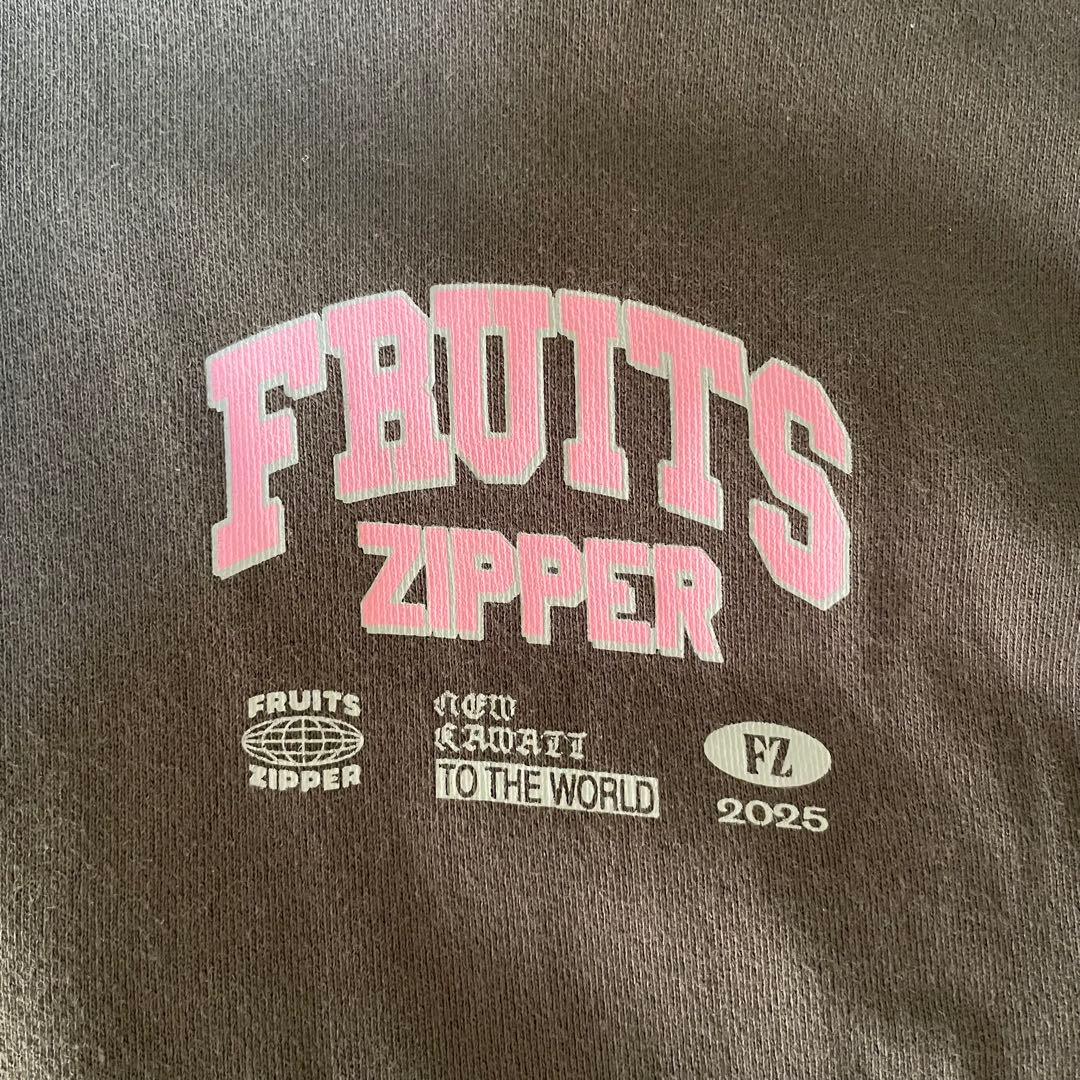 FRUITS
ZIPPER
FRUITS
ZIPPER
NEW
KAWAII
TO THE WORLD
FZ
2025